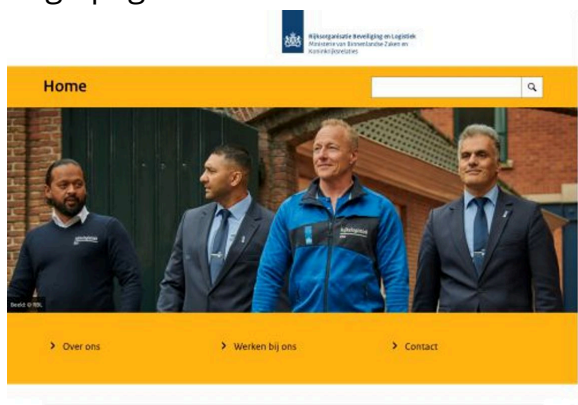 Rijksorganisatie Beveiliging en Logistiek
Ministerie van Binnenlandse Zaken en
Koninkrijksrelaties
Home
Beeld: © RBL
Over ons
Werken bij ons
Contact